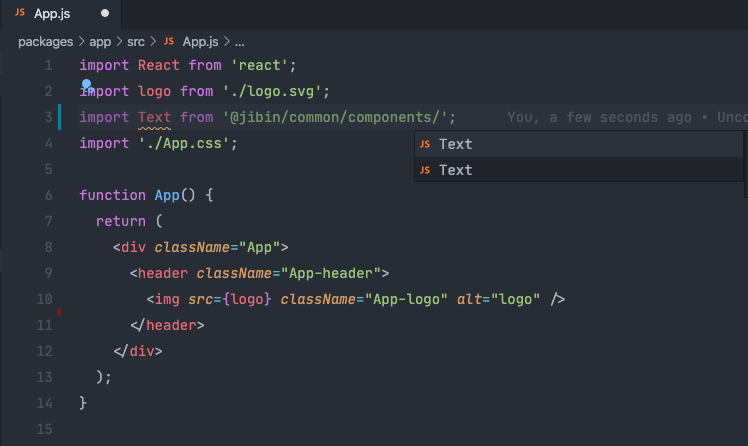 JS App.js
packages > app > src > JS App.js > ...
1 import React from 'react';
2 import logo from './logo.svg';
3 import Text from '@jibin/common/components/'; You, a few seconds ago • Unco
JS Text
4 import './App.css';
JS Text
5
6 function App() {
7 return (
8 <div className="App">
9 <header className="App-header">
10 <img src={logo} className="App-logo" alt="logo" />
11 </header>
12 </div>
13 );
14 }
15